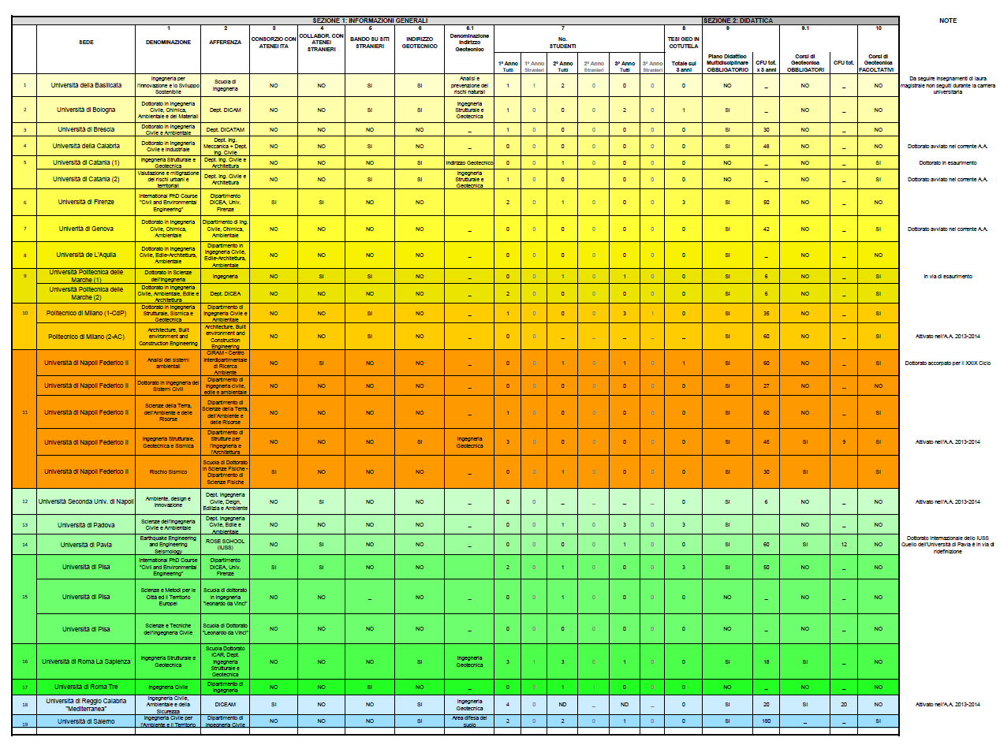 SEZIONE 1: INFORMAZIONI GENERALI SEZIONE 2: DIDATTICA NOTE
1 2 3 4 5 6 6.1 7 8 9 9.1 10
SEDE DENOMINAZIONE AFFERENZA CONSORZIO CON ATENEI ITA COLLABOR. CON ATENEI STRANIERI BANDO SU SITI STRANIERI INDIRIZZO GEOTECNICO Denominazione Indirizzo Geotecnico No. STUDENTI TESI GEO IN COTUTELA
1° Anno Tutti 1° Anno Stranieri 2° Anno Tutti 2° Anno Stranieri 3° Anno Tutti 3° Anno Stranieri Totale sui 3 anni Piano Didattico Multidisciplinare OBBLIGATORIO CFU tot. x 3 anni Corsi di Geotecnica OBBLIGATORI CFU tot. Corsi di Geotecnica FACOLTATIVI
1 Università della Basilicata Ingegneria per l'Innovazione e lo Sviluppo Sostenibile Scuola di Ingegneria NO NO SI SI Analisi e prevenzione dei rischi naturali 1 1 2 0 0 0 0 NO _ NO _ NO Da seguire insegnamenti di laura magistrale non seguiti durante la carriera universitaria
2 Università di Bologna Dottorato in Ingegneria Civile, Chimica, Ambientale e dei Materiali Dept. DICAM NO NO SI SI Ingegneria Strutturale e Geotecnica 1 0 0 0 2 0 1 SI _ NO _ NO
3 Università di Brescia Dottorato in Ingegneria Civile e Ambientale Dept. DICATAM NO NO NO NO _ 1 0 0 0 0 0 0 SI 30 NO _ NO
4 Università della Calabria Dottorato in Ingegneria Civile e Industriale Dept. Ing. Meccanica + Dept. Ing. Civile NO NO SI NO _ 0 0 0 0 0 0 0 SI 48 NO _ NO Dottorato avviato nel corrente A.A.
5 Università di Catania (1) Ingegneria Strutturale e Geotecnica Dept. Ing. Civile e Architettura NO NO NO SI Indirizzo Geotecnico 0 0 1 0 0 0 0 NO _ NO _ SI Dottorato in esaurimento
Università di Catania (2) Valutazione e mitigazione dei rischi urbani e territoriali Dept. Ing. Civile e Architettura NO NO NO SI Ingegneria Strutturale e Geotecnica 1 0 0 0 0 0 0 NO _ NO _ SI Dottorato avviato nel corrente A.A.
6 Università di Firenze International PhD Course "Civil and Environmental Engineering" Dipartimento DICEA, Univ. Firenze SI SI NO NO _ 2 0 1 0 0 0 3 SI 50 NO _ NO
7 Univerità di Genova Dottorato in Ingegneria Civile, Chimica, Ambientale Dipartimento di Ing. Civile, Chimica, Ambientale NO NO NO NO _ 0 0 0 0 0 0 0 SI 42 NO _ SI Dottorato avviato nel corrente A.A.
8 Università de L'Aquila Dottorato in Ingegneria Civile, Edile-Architettura, Ambientale Dipartimento in Ingegneria Civile, Edile-Architettura, Ambientale NO NO NO NO _ 0 0 0 0 0 0 0 SI _ NO _ NO
9 Università Politecnica delle Marche (1) Dottorato in Scienze dell'Ingegneria Ingegneria NO SI SI NO _ 0 0 1 0 1 0 0 SI 6 NO _ SI In via di esaurimento
Università Politecnica delle Marche (2) Dottorato in Ingegneria Civile, Ambientale, Edile e Architettura Dept. DICEA NO NO NO NO _ 2 0 0 0 0 0 0 SI 6 NO _ SI
10 Politecnico di Milano (1-CdP) Dottorato in Ingegneria Strutturale, Sismica e Geotecnica Dipartimento di Ingegneria Civile e Ambientale NO NO SI NO _ 1 0 0 0 3 1 0 SI 35 NO _ SI
Politecnico di Milano (2-AC) Architecture, Built environment and Construction Engineering Architecture, Built environment and Construction Engineering NO NO SI NO _ 0 0 _ _ _ _ _ SI 60 NO _ SI Attivato nell'A.A. 2013-2014
Università di Napoli Federico II Analisi dei sistemi ambientali CIRAM - Centro Interdipartimentale di Ricerca Ambiente NO SI NO NO _ 0 0 1 0 1 0 1 SI 60 NO _ SI Dottorato accorpato per il XXIX Ciclo
Università di Napoli Federico II Dottorato in Ingegneria dei Sistemi Civili Dipartimento di Ingegneria civile, edile e ambientale NO NO NO NO _ 0 0 0 0 0 0 0 SI 27 NO _ NO
11 Università di Napoli Federico II Scienze della Terra, dell'Ambiente e delle Risorse Dipartimento di Scienze della Terra, dell'Ambiente e delle Risorse NO NO NO NO _ 1 0 0 0 0 0 0 SI 60 NO _ SI
Università di Napoli Federico II Ingegneria Strutturale, Geotecnica e Sismica Dipartimento di Strutture per l'Ingegneria e l'Architettura NO NO NO SI Ingegneria Geotecnica 3 0 0 0 0 0 0 SI 45 SI 9 SI Attivato nell'A.A. 2013-2014
Università di Napoli Federico II Rischio Sismico Scuola di Dottorato in Scienze Fisiche - Dipartimento di Scienze Fisiche SI NO NO NO _ 0 0 1 0 0 0 0 SI 30 SI SI
12 Università Seconda Univ. di Napoli Ambiente, design e innovazione Dept. Ingegneria Civile, Deign, Edilizia e Ambiente NO SI NO NO _ 0 0 _ _ _ _ 0 SI 6 NO _ NO Attivato nell'A.A. 2013-2014
13 Università di Padova Scienze dell'Ingegneria Civile e Ambientale Dept. Ingegneria Civile, Edile e Ambientale NO NO NO NO _ 0 0 1 0 3 0 3 SI NO _ NO
14 Università di Pavia Earthquake Engineering and Engineering Seismology ROSE SCHOOL (IUSS) NO SI NO NO _ 0 0 0 0 1 0 0 SI 60 SI 12 NO Dottorato Internazionale dello IUSS Quello dell'Università di Pavia è in via di ridefinizione
Università di Pisa International PhD Course "Civil and Environmental Engineering" Dipartimento DICEA, Univ. Firenze SI SI NO NO _ 2 0 1 0 0 0 3 SI 50 NO _ NO
15 Università di Pisa Scienze e Metodi per le Città ed il Territorio Europei Scuola di dottorato in Ingegneria "leonardo da Vinci" NO NO _ NO _ 0 0 1 0 0 0 0 NO _ NO _ NO
Università di Pisa Scienze e Tecniche dell'Ingegneria Civile Scuola di Dottorato "Leonardo da Vinci" NO NO NO NO _ 0 0 0 0 0 0 0 NO _ NO _ NO
16 Università di Roma La Sapienza Ingegneria Strutturale e Geotecnica Scuola Dottorato ICAR, Dept. Ingegneria Strutturale e Geotecnica NO NO NO SI Ingegneria Geotecnica 3 1 3 0 1 0 0 SI 18 SI _ NO
17 Università di Roma Tre Ingegneria Civile Dipartimento di Ingegneria NO NO SI NO _ 0 0 1 1 0 0 0 NO _ NO _ NO
18 Università di Reggio Calabria "Mediterranea" Ingegneria Civile, Ambientale e della Sicurezza DICEAM SI NO NO SI Ingegneria Geotecnica 4 0 ND _ ND _ 0 SI 20 SI 20 NO Attivato nell'A.A. 2013-2014
19 Università di Salerno Ingegneria Civile per l'Ambiente e il Territorio Dipartimento di Ingegneria Civile NO NO NO SI Area difesa del suolo 2 0 2 0 1 0 0 SI 180 _ _ SI